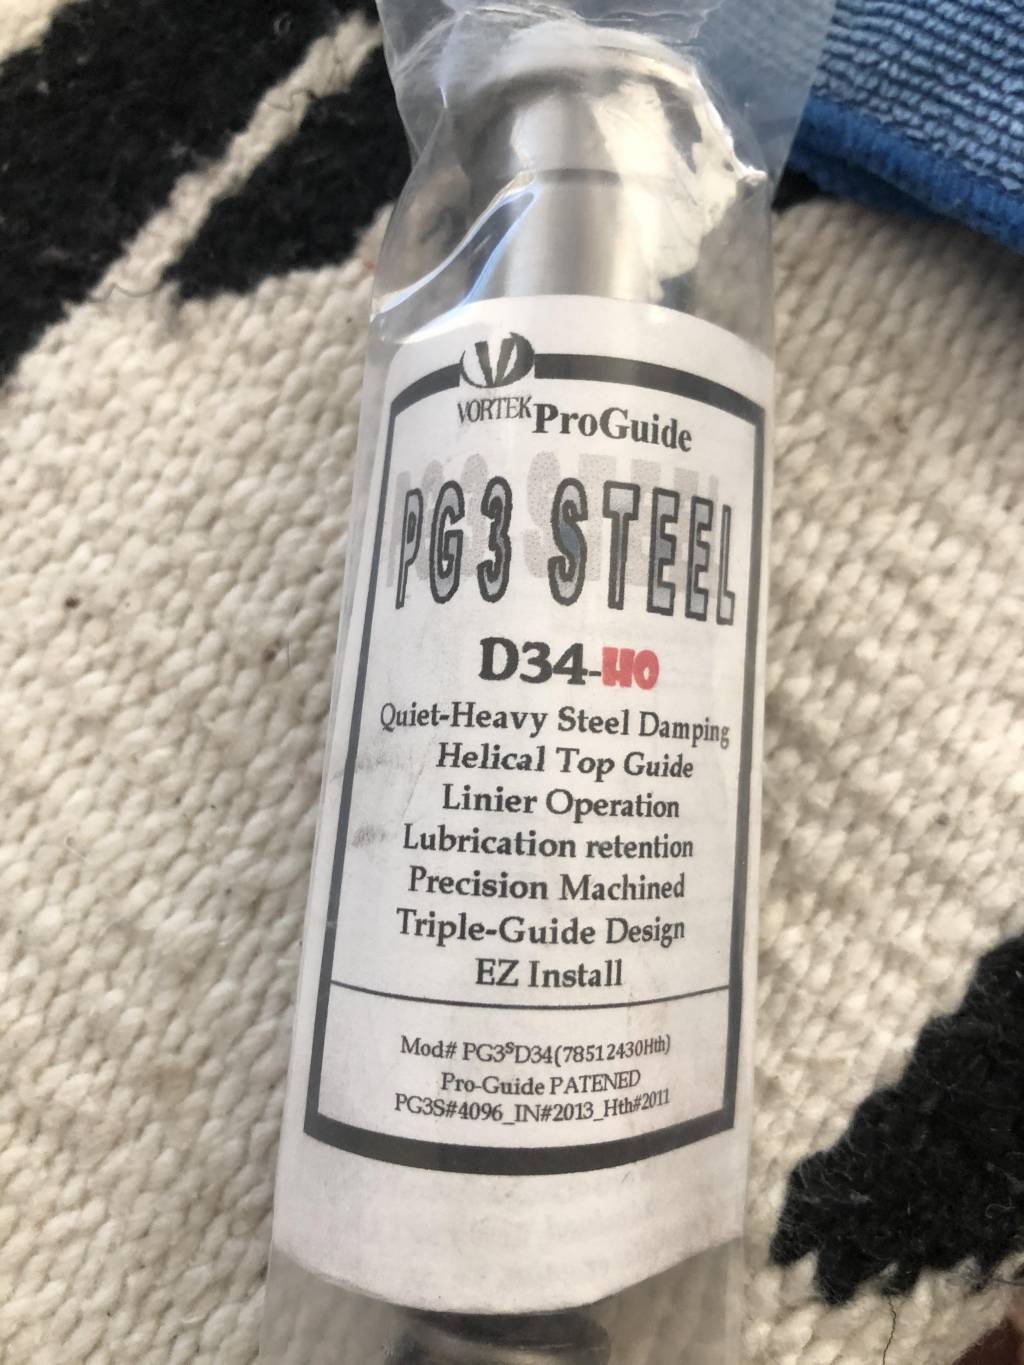 VORTEK ProGuide
PG3 STEEL
D34-HO
Quiet-Heavy Steel Damping
Helical Top Guide
Linier Operation
Lubrication retention
Precision Machined
Triple-Guide Design
EZ Install
Mod# PG3ˢD34(78512430Hth)
Pro-Guide PATENED
PG3S#4096_IN#2013_Hth#2011